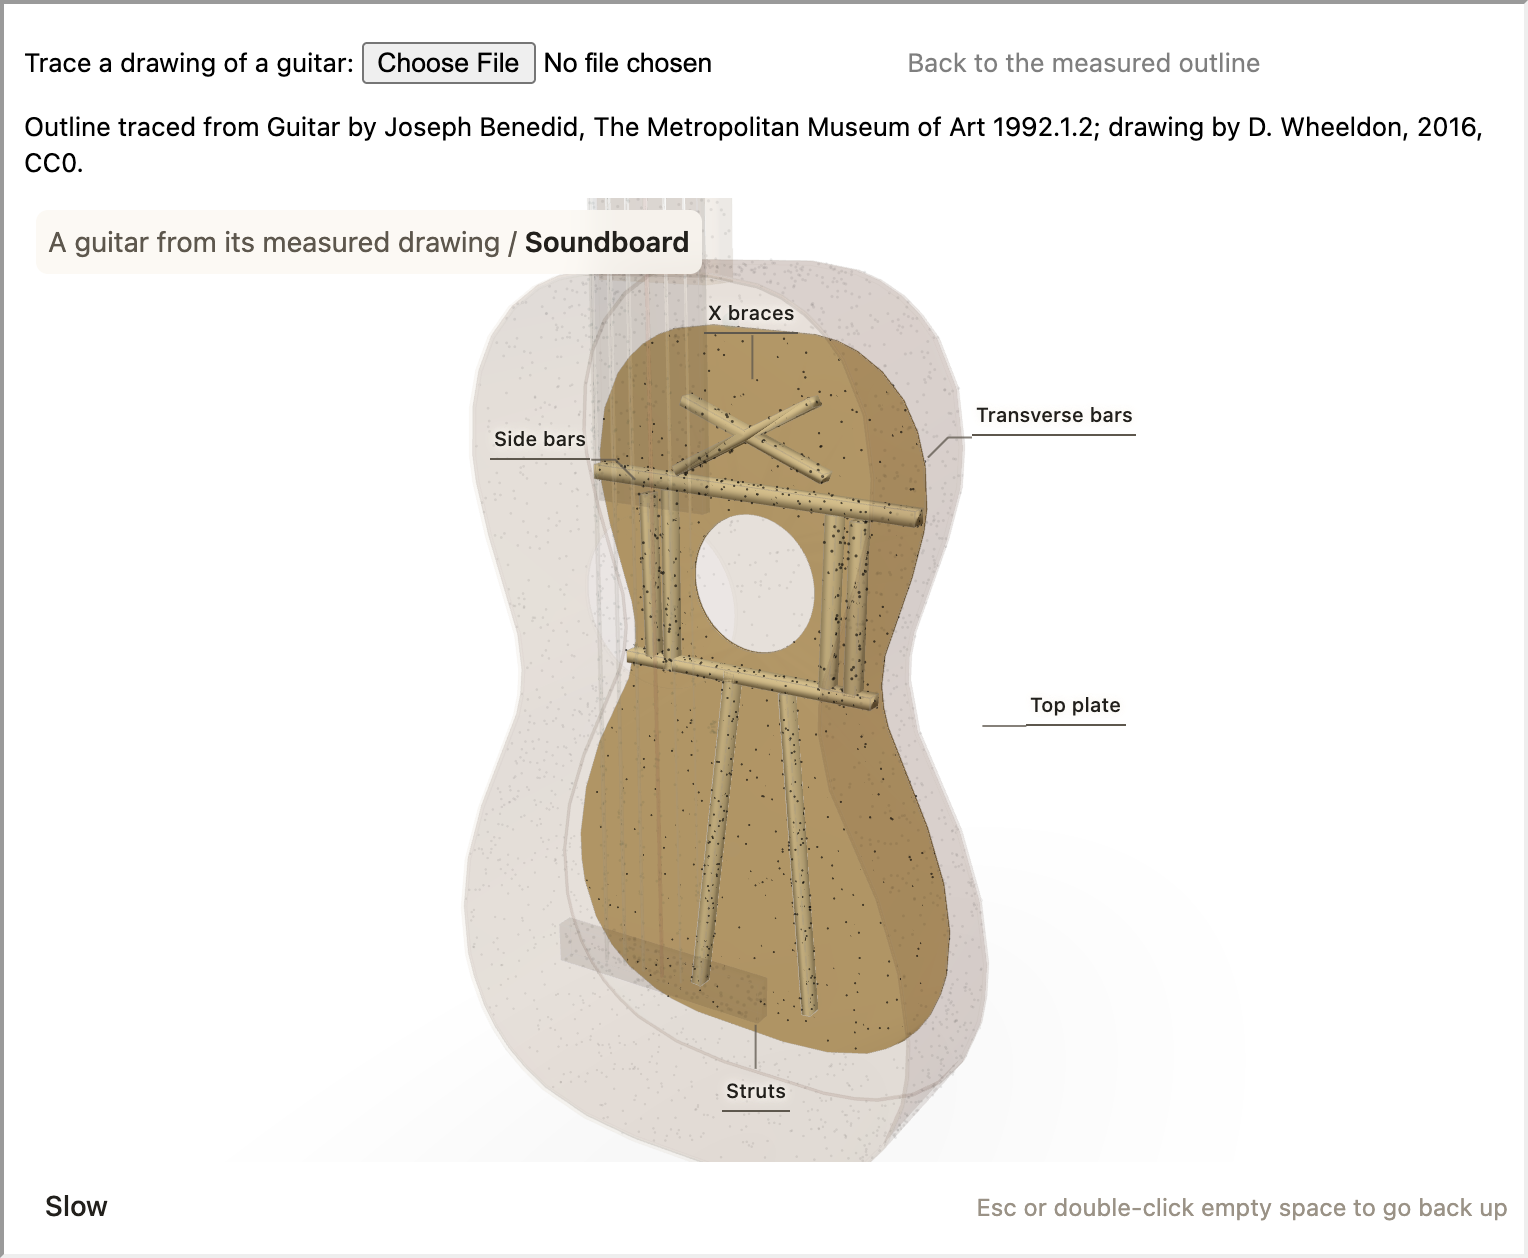 Trace a drawing of a guitar: Choose File No file chosen
Back to the measured outline
Outline traced from Guitar by Joseph Benedid, The Metropolitan Museum of Art 1992.1.2; drawing by D. Wheeldon, 2016,
CC0.
A guitar from its measured drawing / Soundboard
X braces
Transverse bars
Side bars
Top plate
Struts
Slow
Esc or double-click empty space to go back up